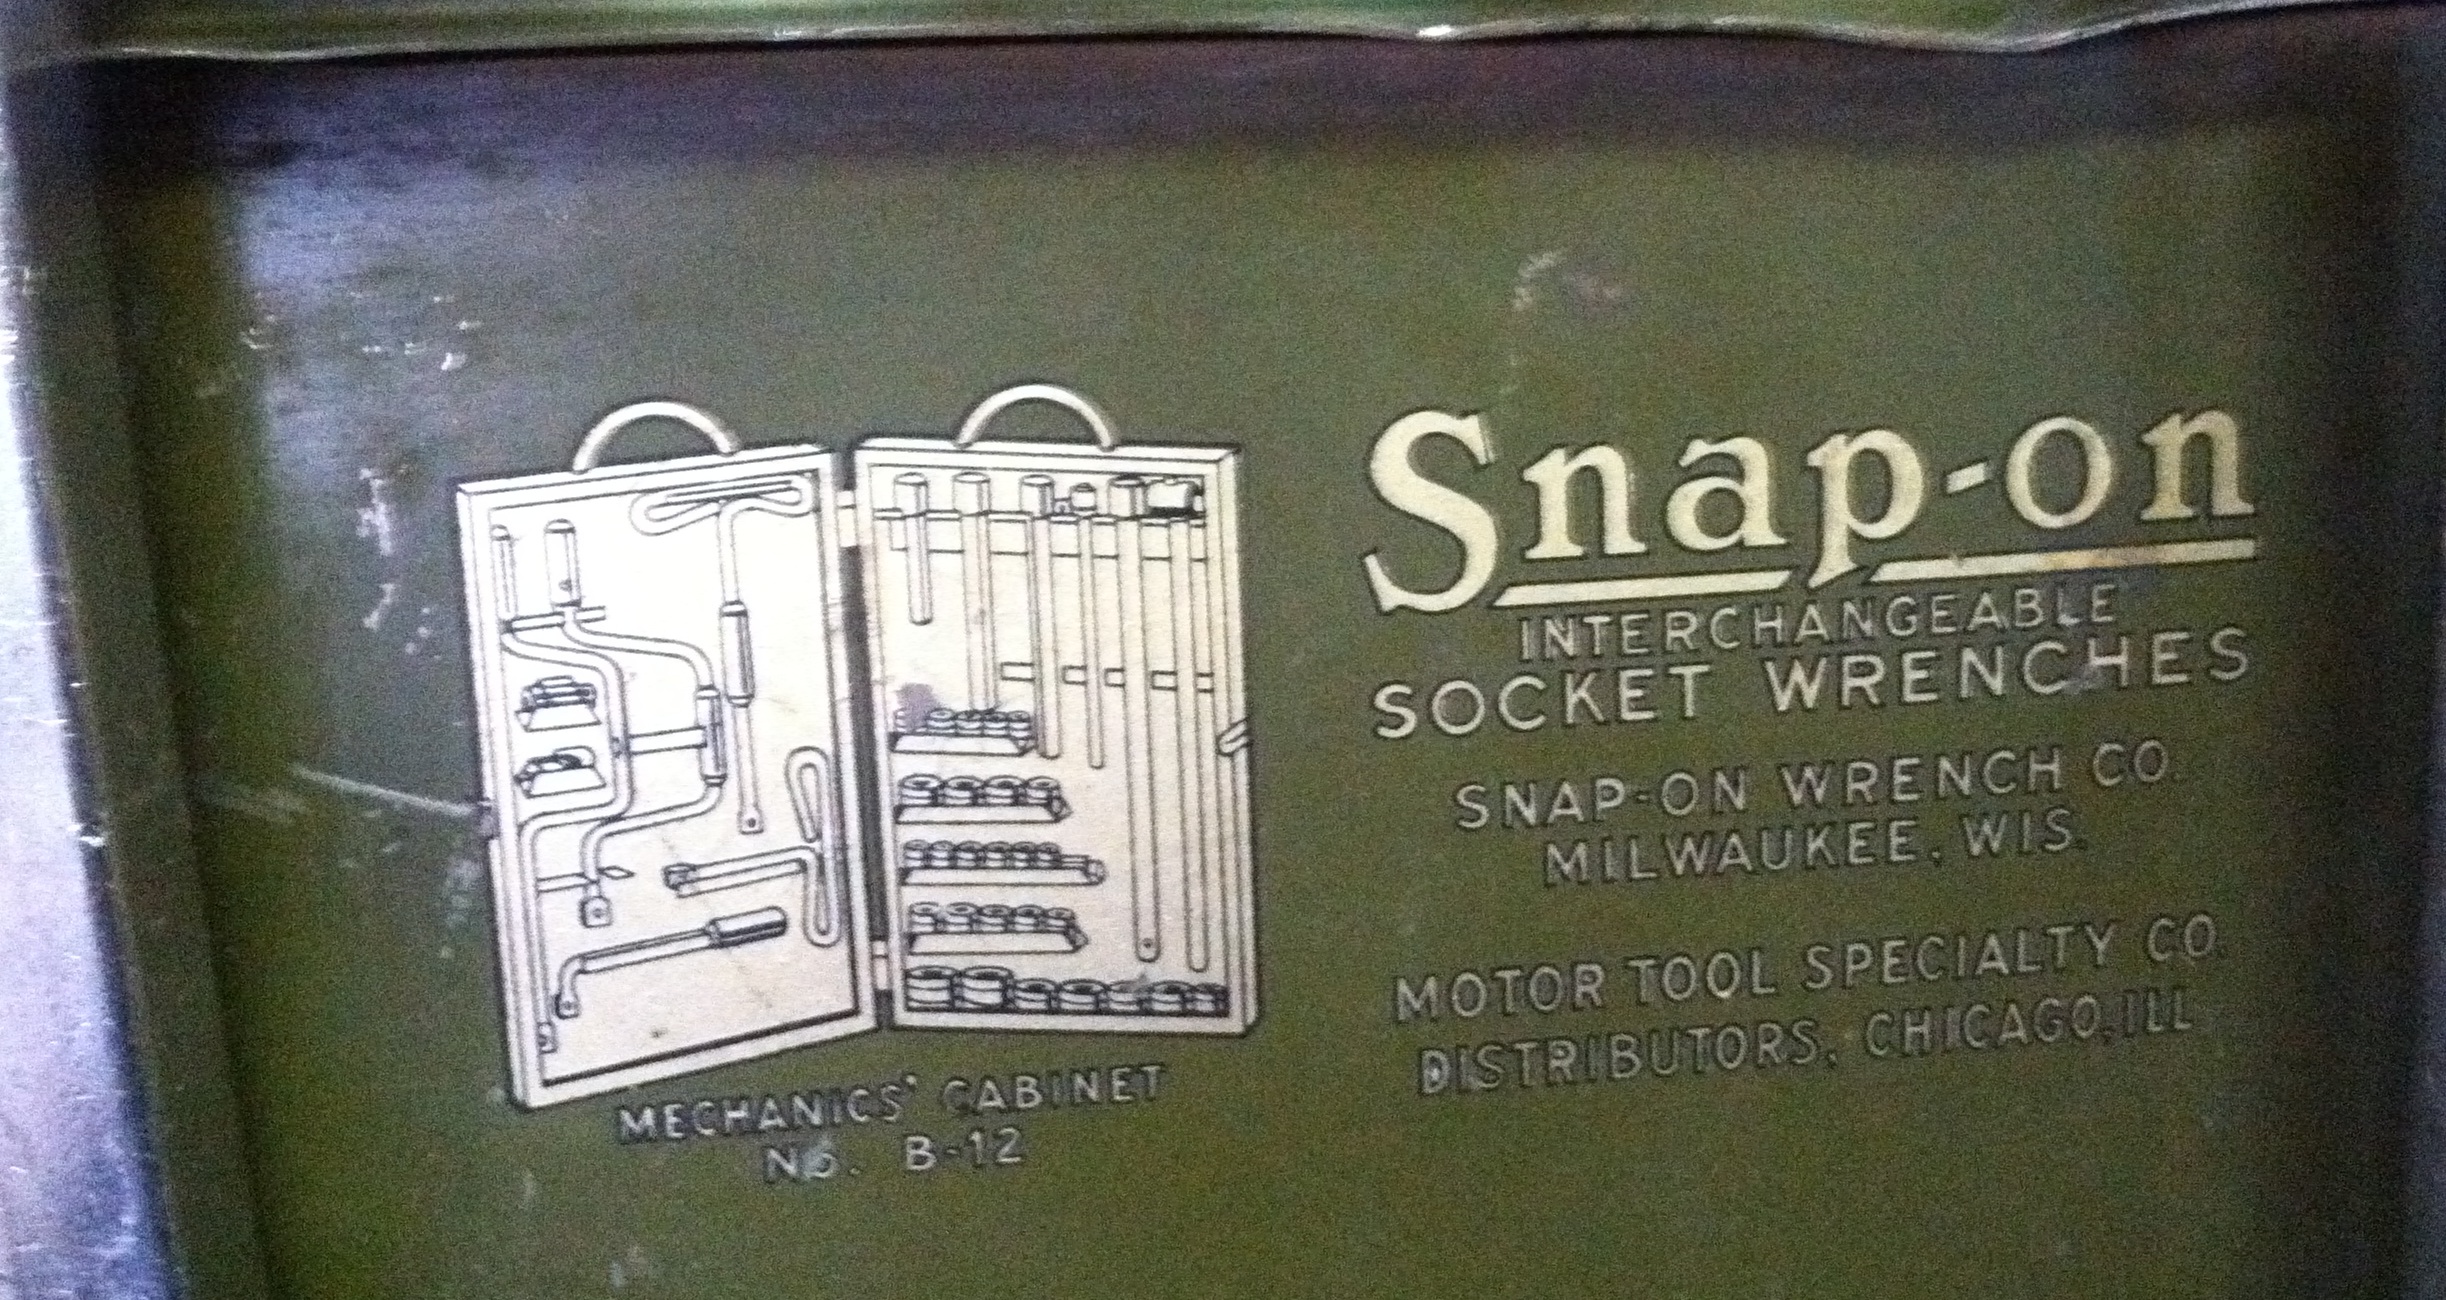 Snap-on
INTERCHANGEABLE
SOCKET WRENCHES
SNAP-ON WRENCH CO.
MILWAUKEE, WIS.
MOTOR TOOL SPECIALTY CO.
DISTRIBUTORS, CHICAGO, ILL
MECHANICS' CABINET
NO. B-12